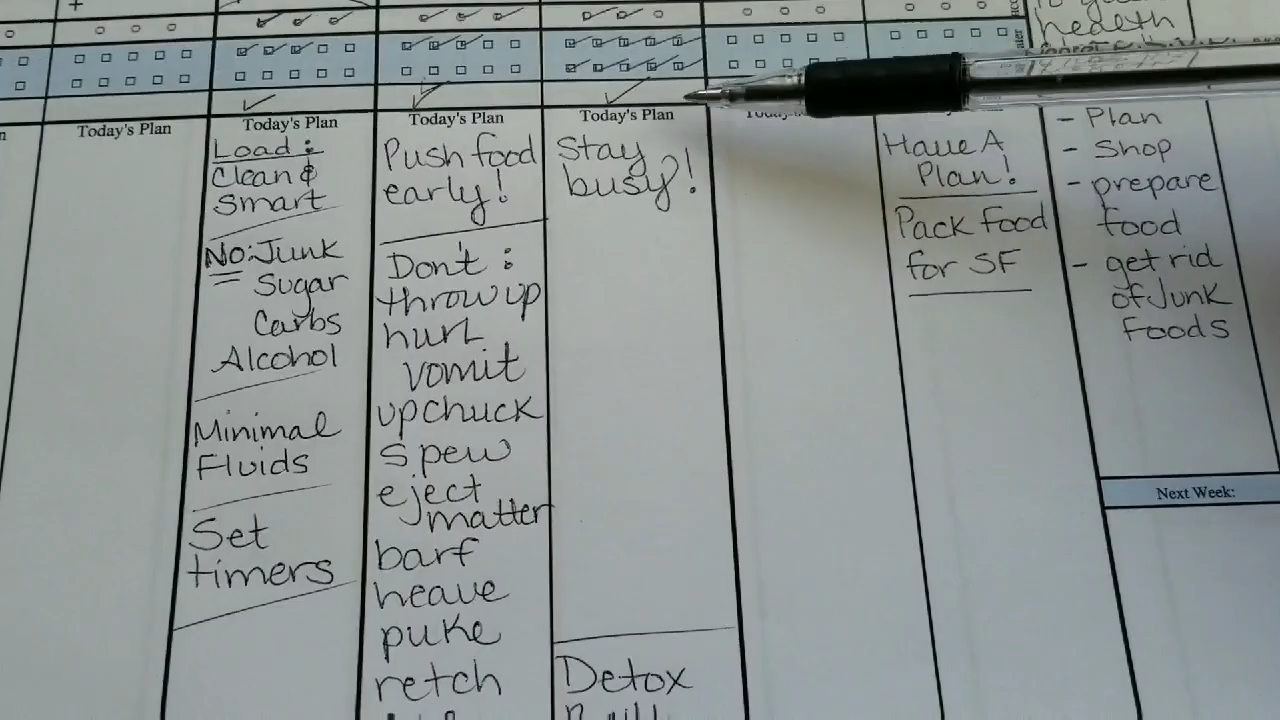 to
health
Today's Plan
Today's Plan
Load:
Clean &
Smart
No: Junk
Sugar
Carbs
Alcohol
Minimal
Fluids
Set
timers
Today's Plan
Push food
early!
Don't:
throw up
hurl
vomit
upchuck
spew
eject
matter
barf
heave
puke
retch
Today's Plan
Stay
busy!
Detox
Have A
Plan!
Pack food
for SF
- Plan
- Shop
- prepare
food
- get rid
of Junk
Foods
Next Week: